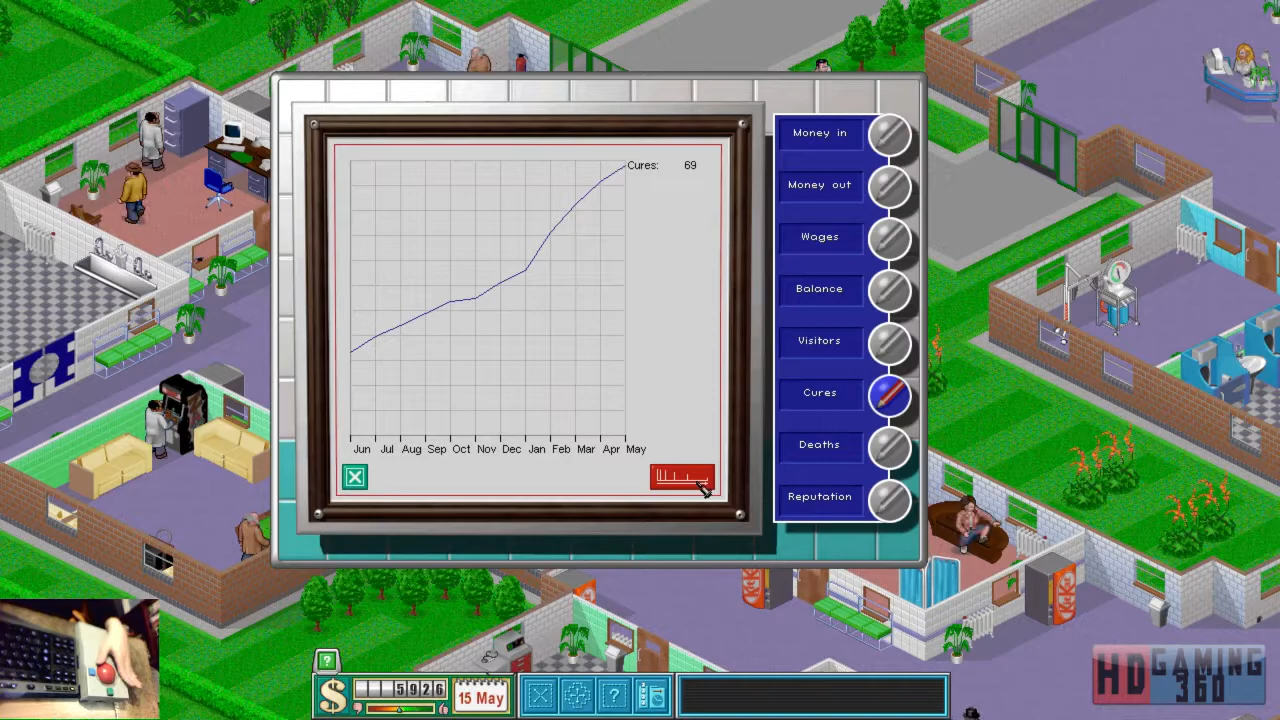 Cures: 69
Jun Jul Aug Sep Oct Nov Dec Jan Feb Mar Apr May
Money in
Money out
Wages
Balance
Visitors
Cures
Deaths
Reputation
?
$
5926
15 May
?
HD GAMING
360